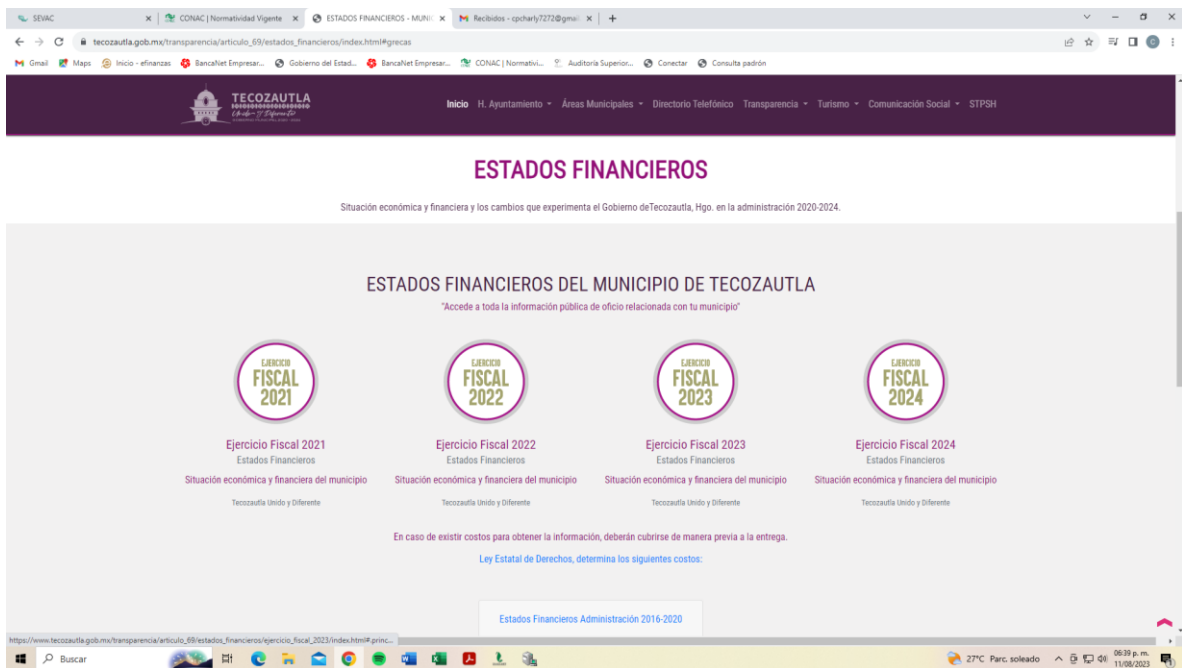 SEVAC
CONAC | Normatividad Vigente
ESTADOS FINANCIEROS - MUNIC
Recibidos - cpcharly7272@gmail.
tecozautla.gob.mx/transparencia/articulo_69/estados_financieros/index.html#grecas
Gmail Maps Inicio - efinanzas BancaNet Empresar... Gobierno del Estad... BancaNet Empresar... CONAC | Normativi... Auditoría Superior... Conectar Consulta padrón
TECOZAUTLA
Unido y Diferente
Inicio H. Ayuntamiento Áreas Municipales Directorio Telefónico Transparencia Turismo Comunicación Social STPSH
ESTADOS FINANCIEROS
Situación económica y financiera y los cambios que experimenta el Gobierno deTecozautla, Hgo. en la administración 2020-2024.
ESTADOS FINANCIEROS DEL MUNICIPIO DE TECOZAUTLA
"Accede a toda la información pública de oficio relacionada con tu municipio"
EJERCICIO FISCAL 2021
EJERCICIO FISCAL 2022
EJERCICIO FISCAL 2023
EJERCICIO FISCAL 2024
Ejercicio Fiscal 2021 Ejercicio Fiscal 2022 Ejercicio Fiscal 2023 Ejercicio Fiscal 2024
Estados Financieros Estados Financieros Estados Financieros Estados Financieros
Situación económica y financiera del municipio Situación económica y financiera del municipio Situación económica y financiera del municipio Situación económica y financiera del municipio
Tecozautla Unido y Diferente Tecozautla Unido y Diferente Tecozautla Unido y Diferente Tecozautla Unido y Diferente
En caso de existir costos para obtener la información, deberán cubrirse de manera previa a la entrega.
Ley Estatal de Derechos, determina los siguientes costos:
Estados Financieros Administración 2016-2020
https://www.tecozautla.gob.mx/transparencia/articulo_69/estados_financieros/ejercicio_fiscal_2023/index.html#.princ...
Buscar
27°C Parc. soleado
08:39 p. m.
11/08/2023